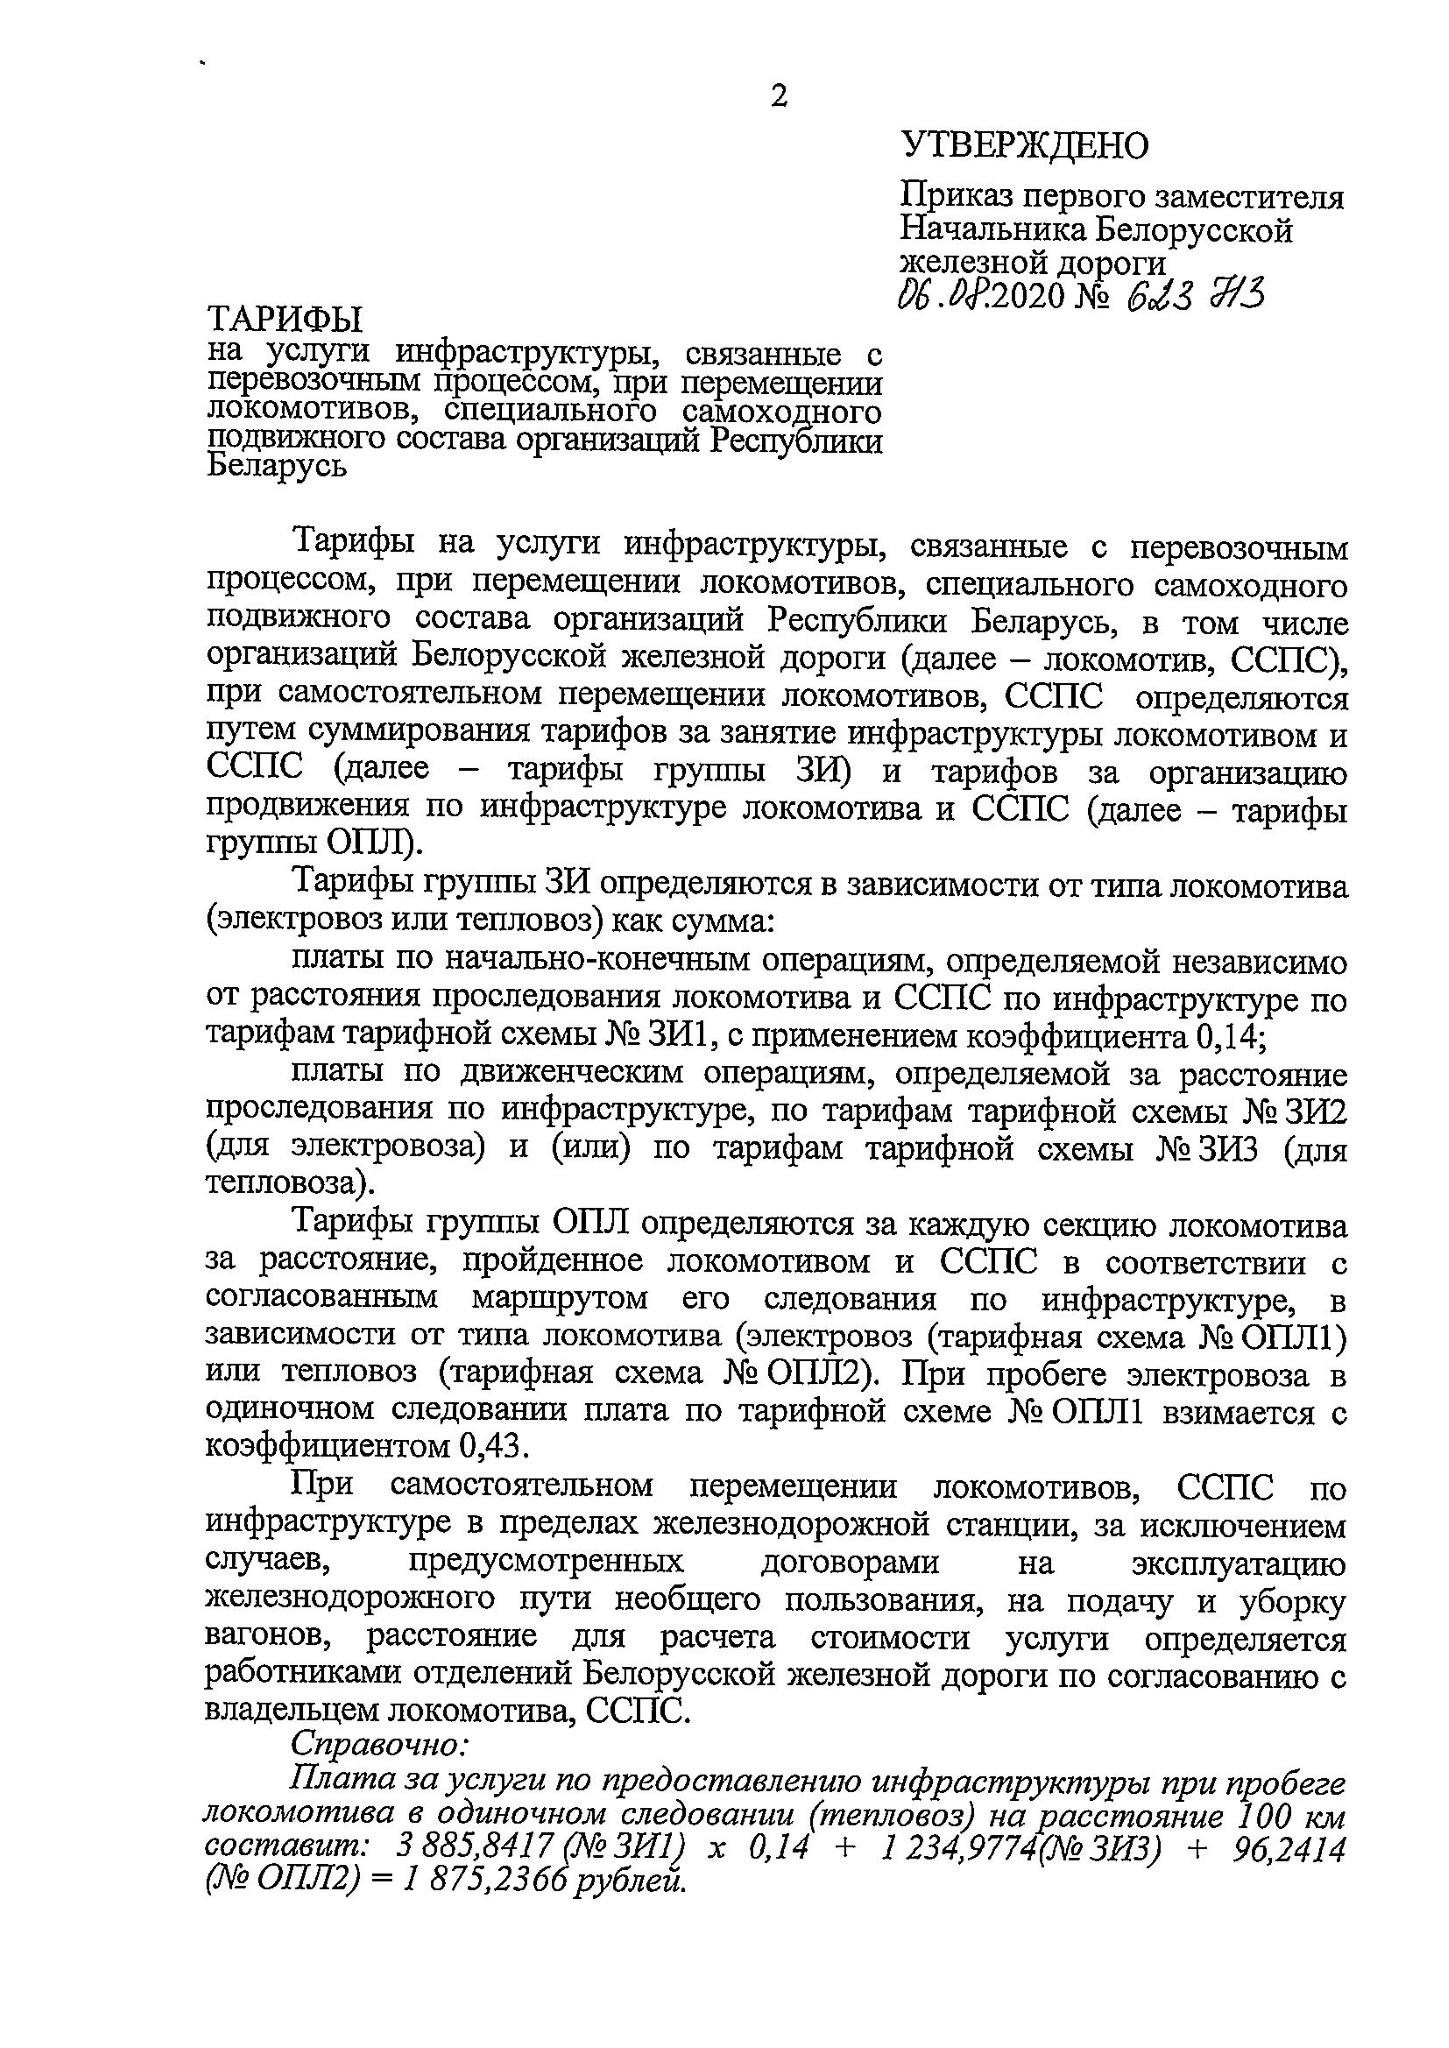 2
УТВЕРЖДЕНО
Приказ первого заместителя
Начальника Белорусской
железной дороги
06.08.2020 № 623 НЗ
ТАРИФЫ
на услуги инфраструктуры, связанные с
перевозочным процессом, при перемещении
локомотивов, специального самоходного
подвижного состава организаций Республики
Беларусь
Тарифы на услуги инфраструктуры, связанные с перевозочным
процессом, при перемещении локомотивов, специального самоходного
подвижного состава организаций Республики Беларусь, в том числе
организаций Белорусской железной дороги (далее – локомотив, ССПС),
при самостоятельном перемещении локомотивов, ССПС определяются
путем суммирования тарифов за занятие инфраструктуры локомотивом и
ССПС (далее – тарифы группы ЗИ) и тарифов за организацию
продвижения по инфраструктуре локомотива и ССПС (далее – тарифы
группы ОПЛ).
Тарифы группы ЗИ определяются в зависимости от типа локомотива
(электровоз или тепловоз) как сумма:
платы по начально-конечным операциям, определяемой независимо
от расстояния проследования локомотива и ССПС по инфраструктуре по
тарифам тарифной схемы № ЗИ1, с применением коэффициента 0,14;
платы по движенческим операциям, определяемой за расстояние
проследования по инфраструктуре, по тарифам тарифной схемы № ЗИ2
(для электровоза) и (или) по тарифам тарифной схемы № ЗИ3 (для
тепловоза).
Тарифы группы ОПЛ определяются за каждую секцию локомотива
за расстояние, пройденное локомотивом и ССПС в соответствии с
согласованным маршрутом его следования по инфраструктуре, в
зависимости от типа локомотива (электровоз (тарифная схема № ОПЛ1)
или тепловоз (тарифная схема № ОПЛ2). При пробеге электровоза в
одиночном следовании плата по тарифной схеме № ОПЛ1 взимается с
коэффициентом 0,43.
При самостоятельном перемещении локомотивов, ССПС по
инфраструктуре в пределах железнодорожной станции, за исключением
случаев, предусмотренных договорами на эксплуатацию
железнодорожного пути необщего пользования, на подачу и уборку
вагонов, расстояние для расчета стоимости услуги определяется
работниками отделений Белорусской железной дороги по согласованию с
владельцем локомотива, ССПС.
Справочно:
Плата за услуги по предоставлению инфраструктуры при пробеге
локомотива в одиночном следовании (тепловоз) на расстояние 100 км
составит: 3 885,8417 (№ ЗИ1) х 0,14 + 1 234,9774(№ ЗИ3) + 96,2414
(№ ОПЛ2) = 1 875,2366 рублей.